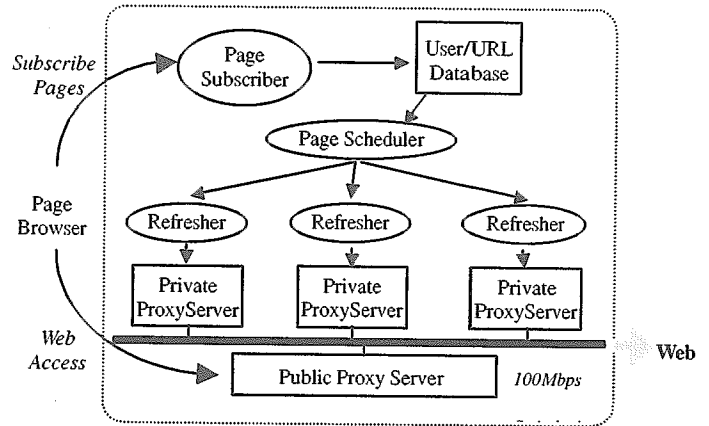 Page
Subscriber
User/URL
Database
Subscribe
Pages
Page Scheduler
Page
Browser
Refresher
Refresher
Refresher
Private
ProxyServer
Private
ProxyServer
Private
ProxyServer
Web
Access
Web
Public Proxy Server
100Mbps